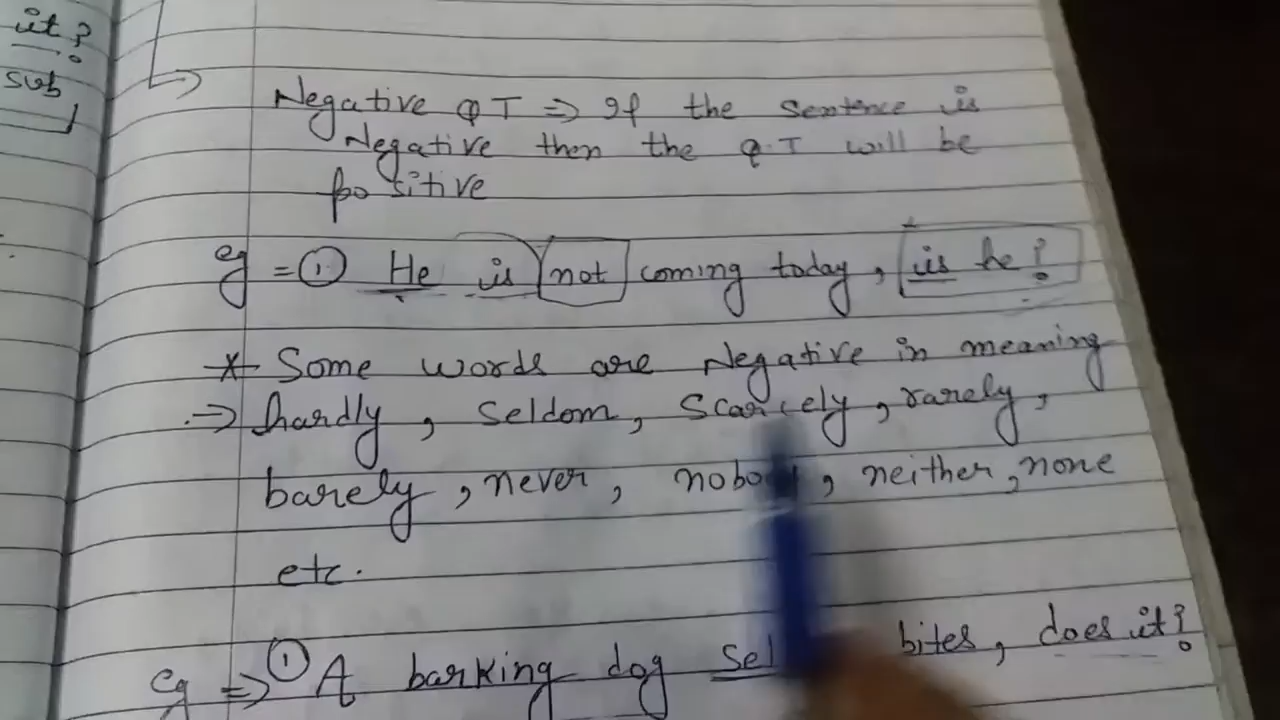 it?
sub
Negative QT => If the sentence is
Negative then the Q.T will be
positive
eg = ① He is not coming today, is he?
* Some words are Negative in meaning
→ hardly, seldom, scarcely, rarely,
barely, never, nobody, neither, none
etc.
eg => ① A barking dog sel bites, does it?